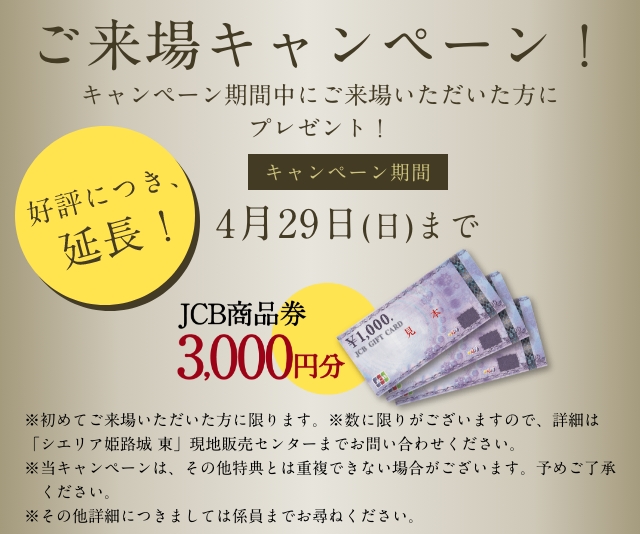 ご来場キャンペーン！
キャンペーン期間中にご来場いただいた方に
プレゼント！
好評につき、
延長！
キャンペーン期間
4月29日(日)まで
JCB商品券
3,000円分
¥1,000.
JCB GIFT CARD
見本
JCB
※初めてご来場いただいた方に限ります。※数に限りがございますので、詳細は
「シエリア姫路城 東」現地販売センターまでお問い合わせください。
※当キャンペーンは、その他特典とは重複できない場合がございます。予めご了承
ください。
※その他詳細につきましては係員までお尋ねください。